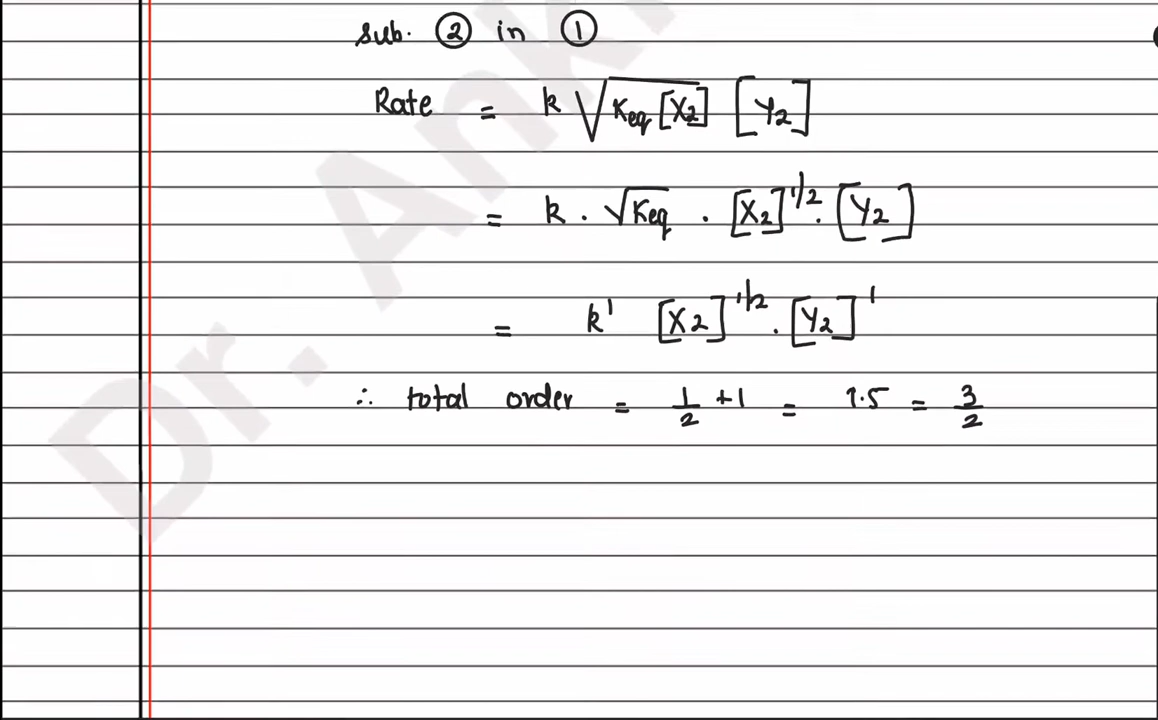 sub. ② in ①
Rate = k √Keq [X2] [Y2]
= k . √Keq . [X2]^1/2 . [Y2]
= k' [X2]^1/2 . [Y2]^1
∴ total order = 1/2 + 1 = 1.5 = 3/2